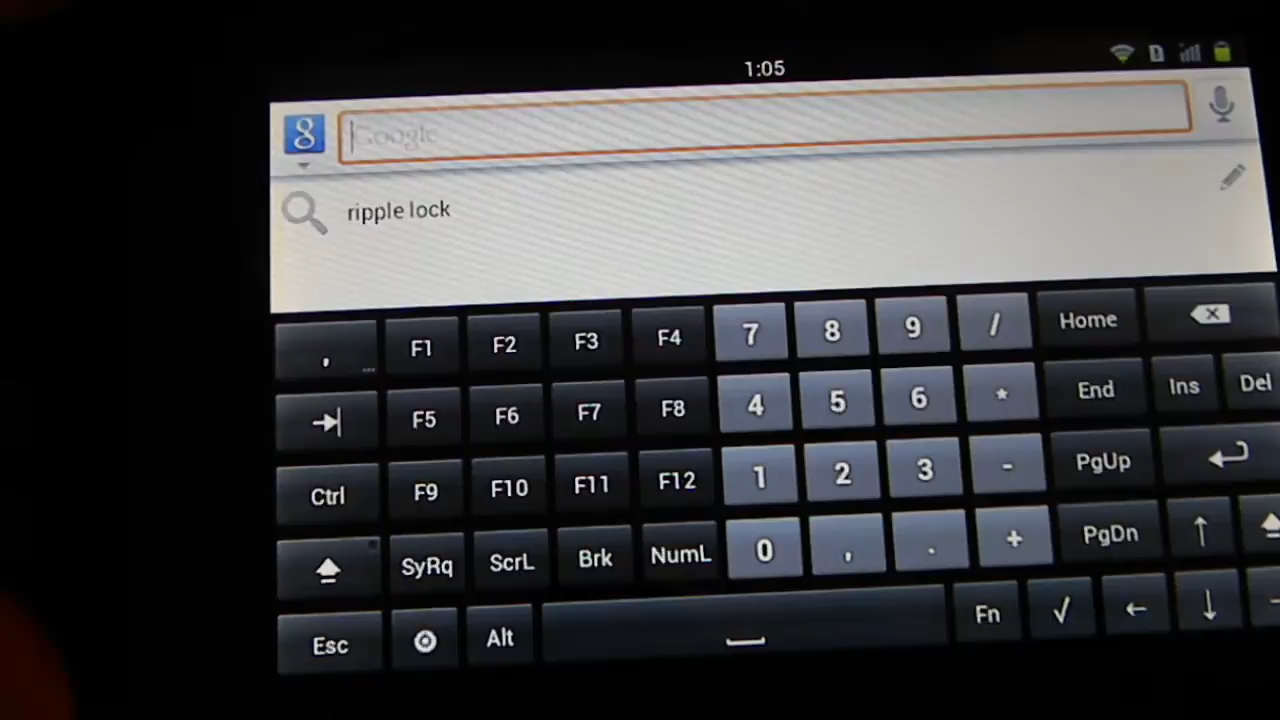 1:05
8
Google
ripple lock
, ... F1 F2 F3 F4 7 8 9 / Home
F5 F6 F7 F8 4 5 6 * End Ins Del
Ctrl F9 F10 F11 F12 1 2 3 - PgUp
SyRq ScrL Brk NumL 0 , . + PgDn ↑
Esc Alt Fn √ ← ↓